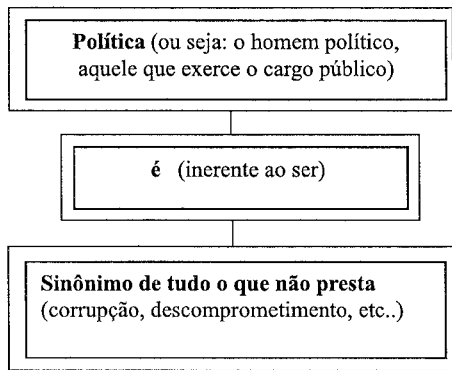 Política (ou seja: o homem político,
aquele que exerce o cargo público)
é (inerente ao ser)
Sinônimo de tudo o que não presta
(corrupção, descomprometimento, etc..)